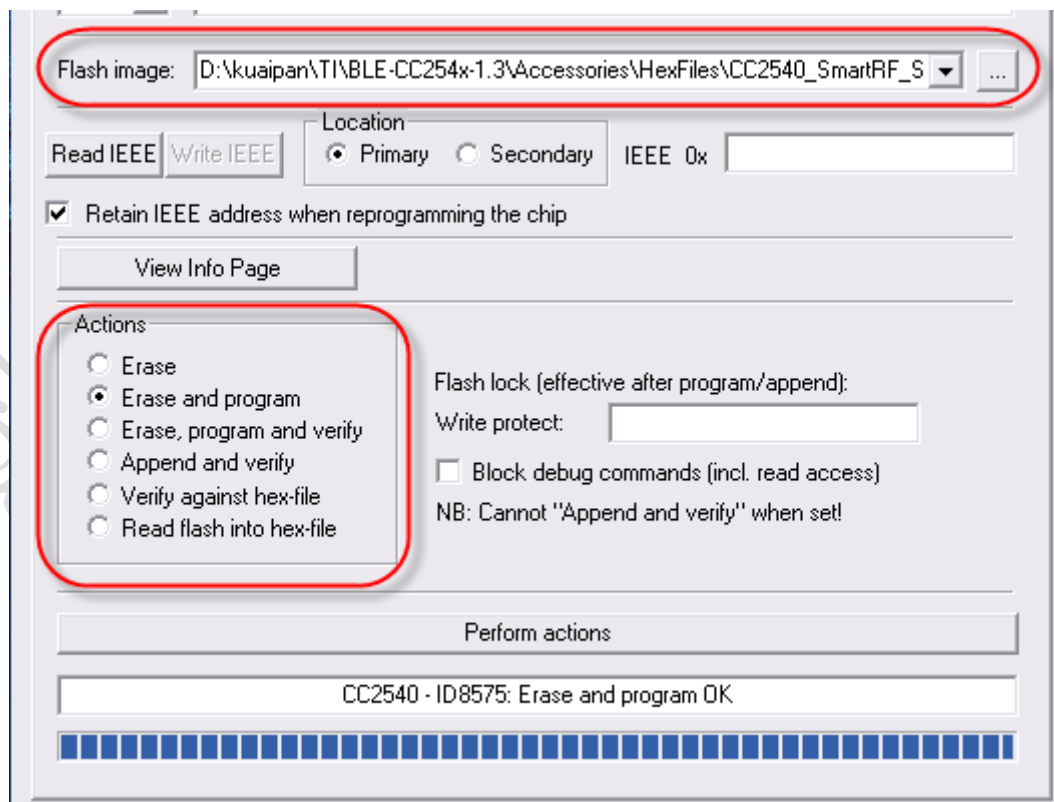 Flash image: D:\kuaipan\TI\BLE-CC254x-1.3\Accessories\HexFiles\CC2540_SmartRF_S ...
Location
Read IEEE Write IEEE Primary Secondary IEEE 0x
Retain IEEE address when reprogramming the chip
View Info Page
Actions
Erase
Erase and program
Erase, program and verify
Append and verify
Verify against hex-file
Read flash into hex-file
Flash lock (effective after program/append):
Write protect:
Block debug commands (incl. read access)
NB: Cannot "Append and verify" when set!
Perform actions
CC2540 - ID8575: Erase and program OK